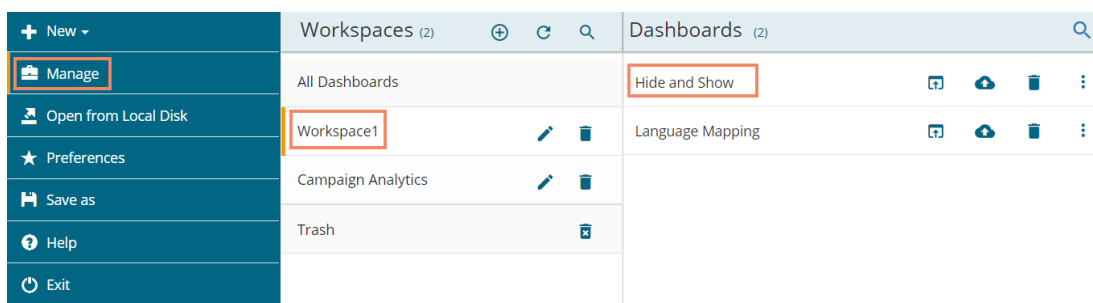 New
Manage
Open from Local Disk
Preferences
Save as
Help
Exit
Workspaces (2)
All Dashboards
Workspace1
Campaign Analytics
Trash
Dashboards (2)
Hide and Show
Language Mapping